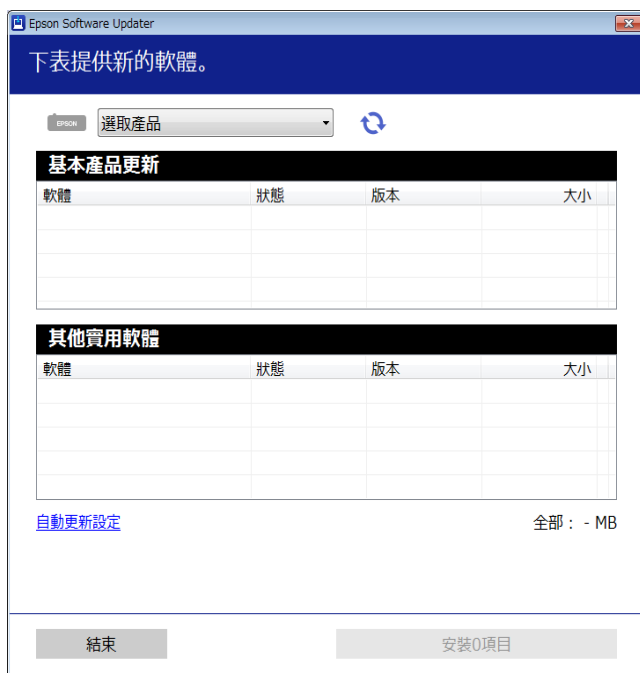 Epson Software Updater
下表提供新的軟體。
EPSON 選取產品
基本產品更新
軟體 狀態 版本 大小
其他實用軟體
軟體 狀態 版本 大小
自動更新設定 全部： - MB
結束 安裝0項目